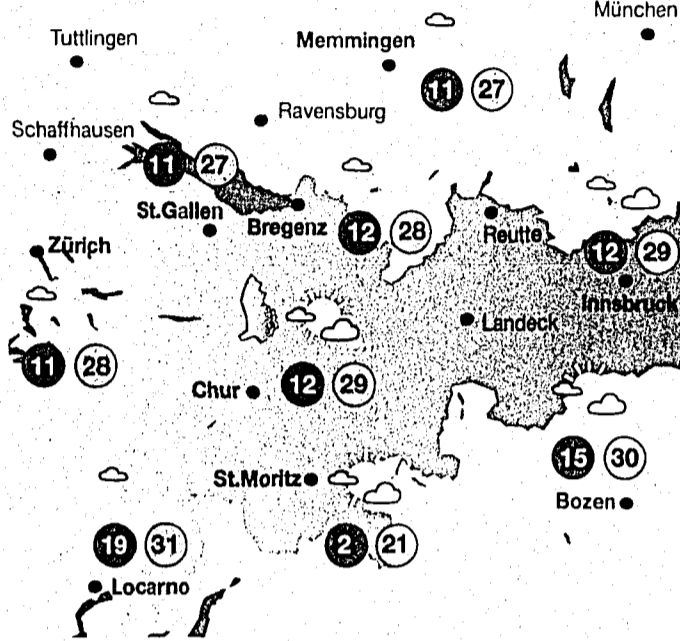 München
Tuttlingen
Memmingen
11 27
Ravensburg
Schaffhausen
11 27
St.Gallen
Bregenz
12 28
Reutte
Zürich
12 29
Innsbruck
Landeck
11 28
Chur
12 29
15 30
St.Moritz
Bozen
19 31
2 21
Locarno